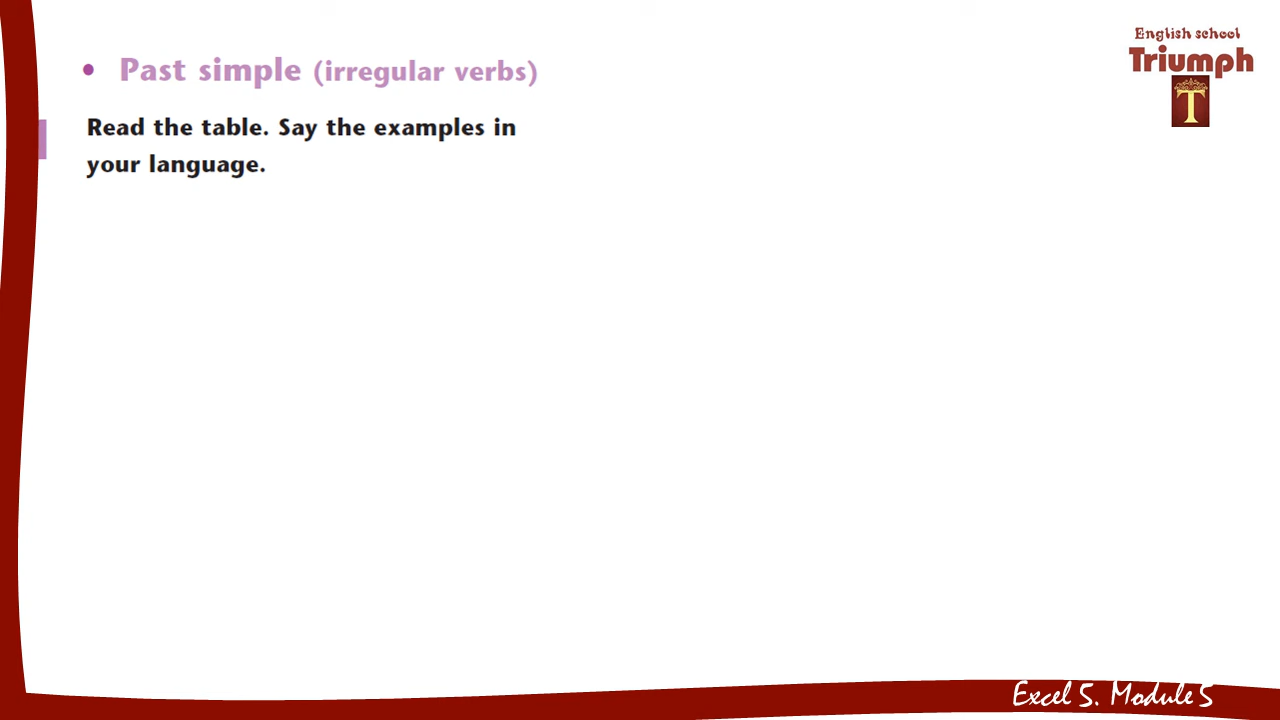 English school
Triumph
T
• Past simple (irregular verbs)
Read the table. Say the examples in
your language.
Excel 5. Module 5